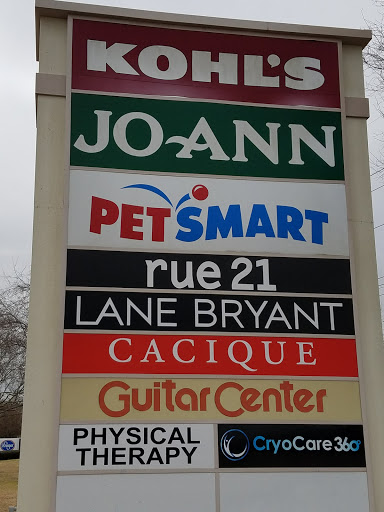 KOHL'S
JO-ANN
PETSMART
rue 21
LANE BRYANT
CACIQUE
Guitar Center
PHYSICAL
THERAPY
CryoCare360°